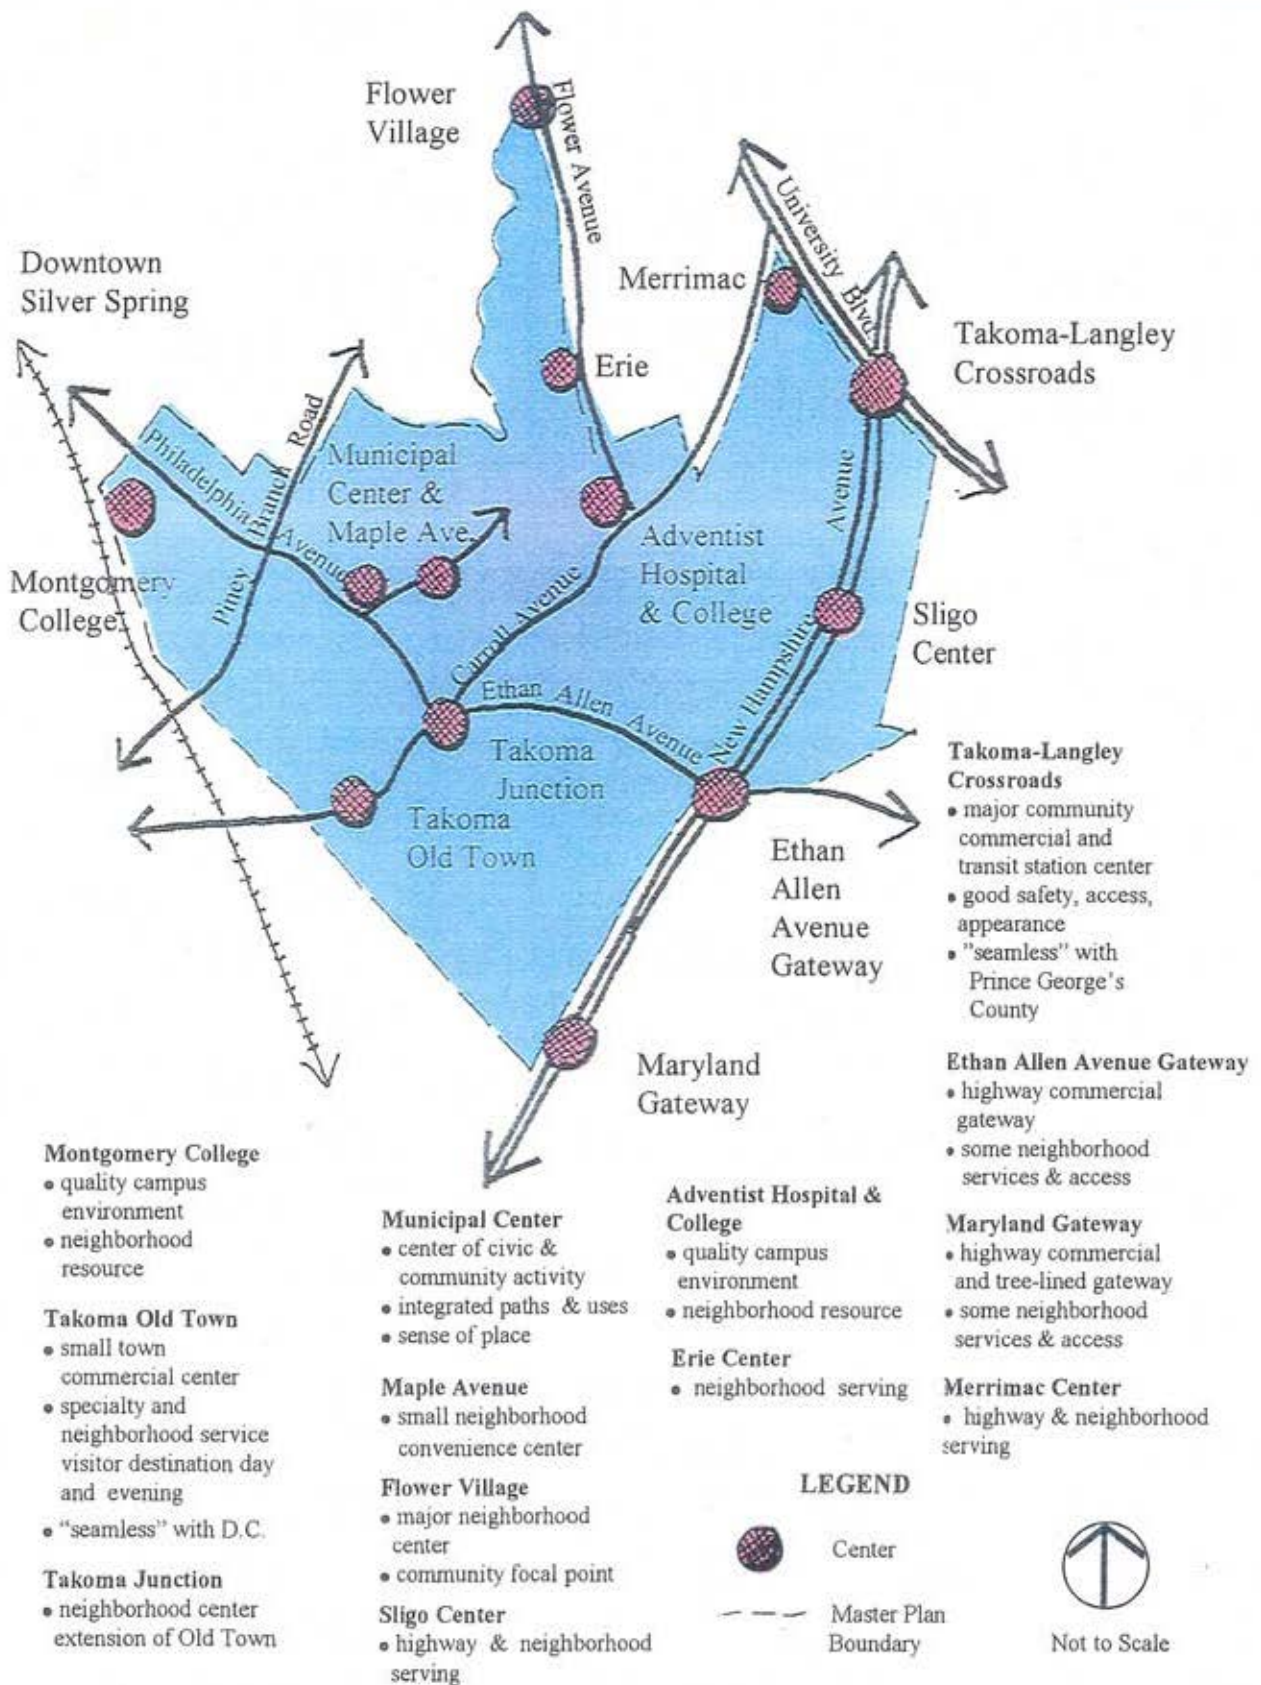 Flower
Village
Flower Avenue
University Blvd.
Downtown
Silver Spring
Merrimac
Takoma-Langley
Crossroads
Erie
Philadelphia Avenue
Piney Branch Road
Municipal
Center &
Maple Ave.
Avenue
Adventist
Hospital
& College
Montgomery
College
Carroll Avenue
Sligo
Center
New Hampshire
Ethan Allen Avenue
Takoma
Junction
Takoma
Old Town
Ethan
Allen
Avenue
Gateway
Maryland
Gateway
Takoma-Langley
Crossroads
• major community
commercial and
transit station center
• good safety, access,
appearance
• "seamless" with
Prince George's
County
Ethan Allen Avenue Gateway
• highway commercial
gateway
• some neighborhood
services & access
Maryland Gateway
• highway commercial
and tree-lined gateway
• some neighborhood
services & access
Merrimac Center
• highway & neighborhood
serving
Montgomery College
• quality campus
environment
• neighborhood
resource
Takoma Old Town
• small town
commercial center
• specialty and
neighborhood service
visitor destination day
and evening
• "seamless" with D.C.
Takoma Junction
• neighborhood center
extension of Old Town
Municipal Center
• center of civic &
community activity
• integrated paths & uses
• sense of place
Maple Avenue
• small neighborhood
convenience center
Flower Village
• major neighborhood
center
• community focal point
Sligo Center
• highway & neighborhood
serving
Adventist Hospital &
College
• quality campus
environment
• neighborhood resource
Erie Center
• neighborhood serving
LEGEND
Center
Master Plan
Boundary
Not to Scale